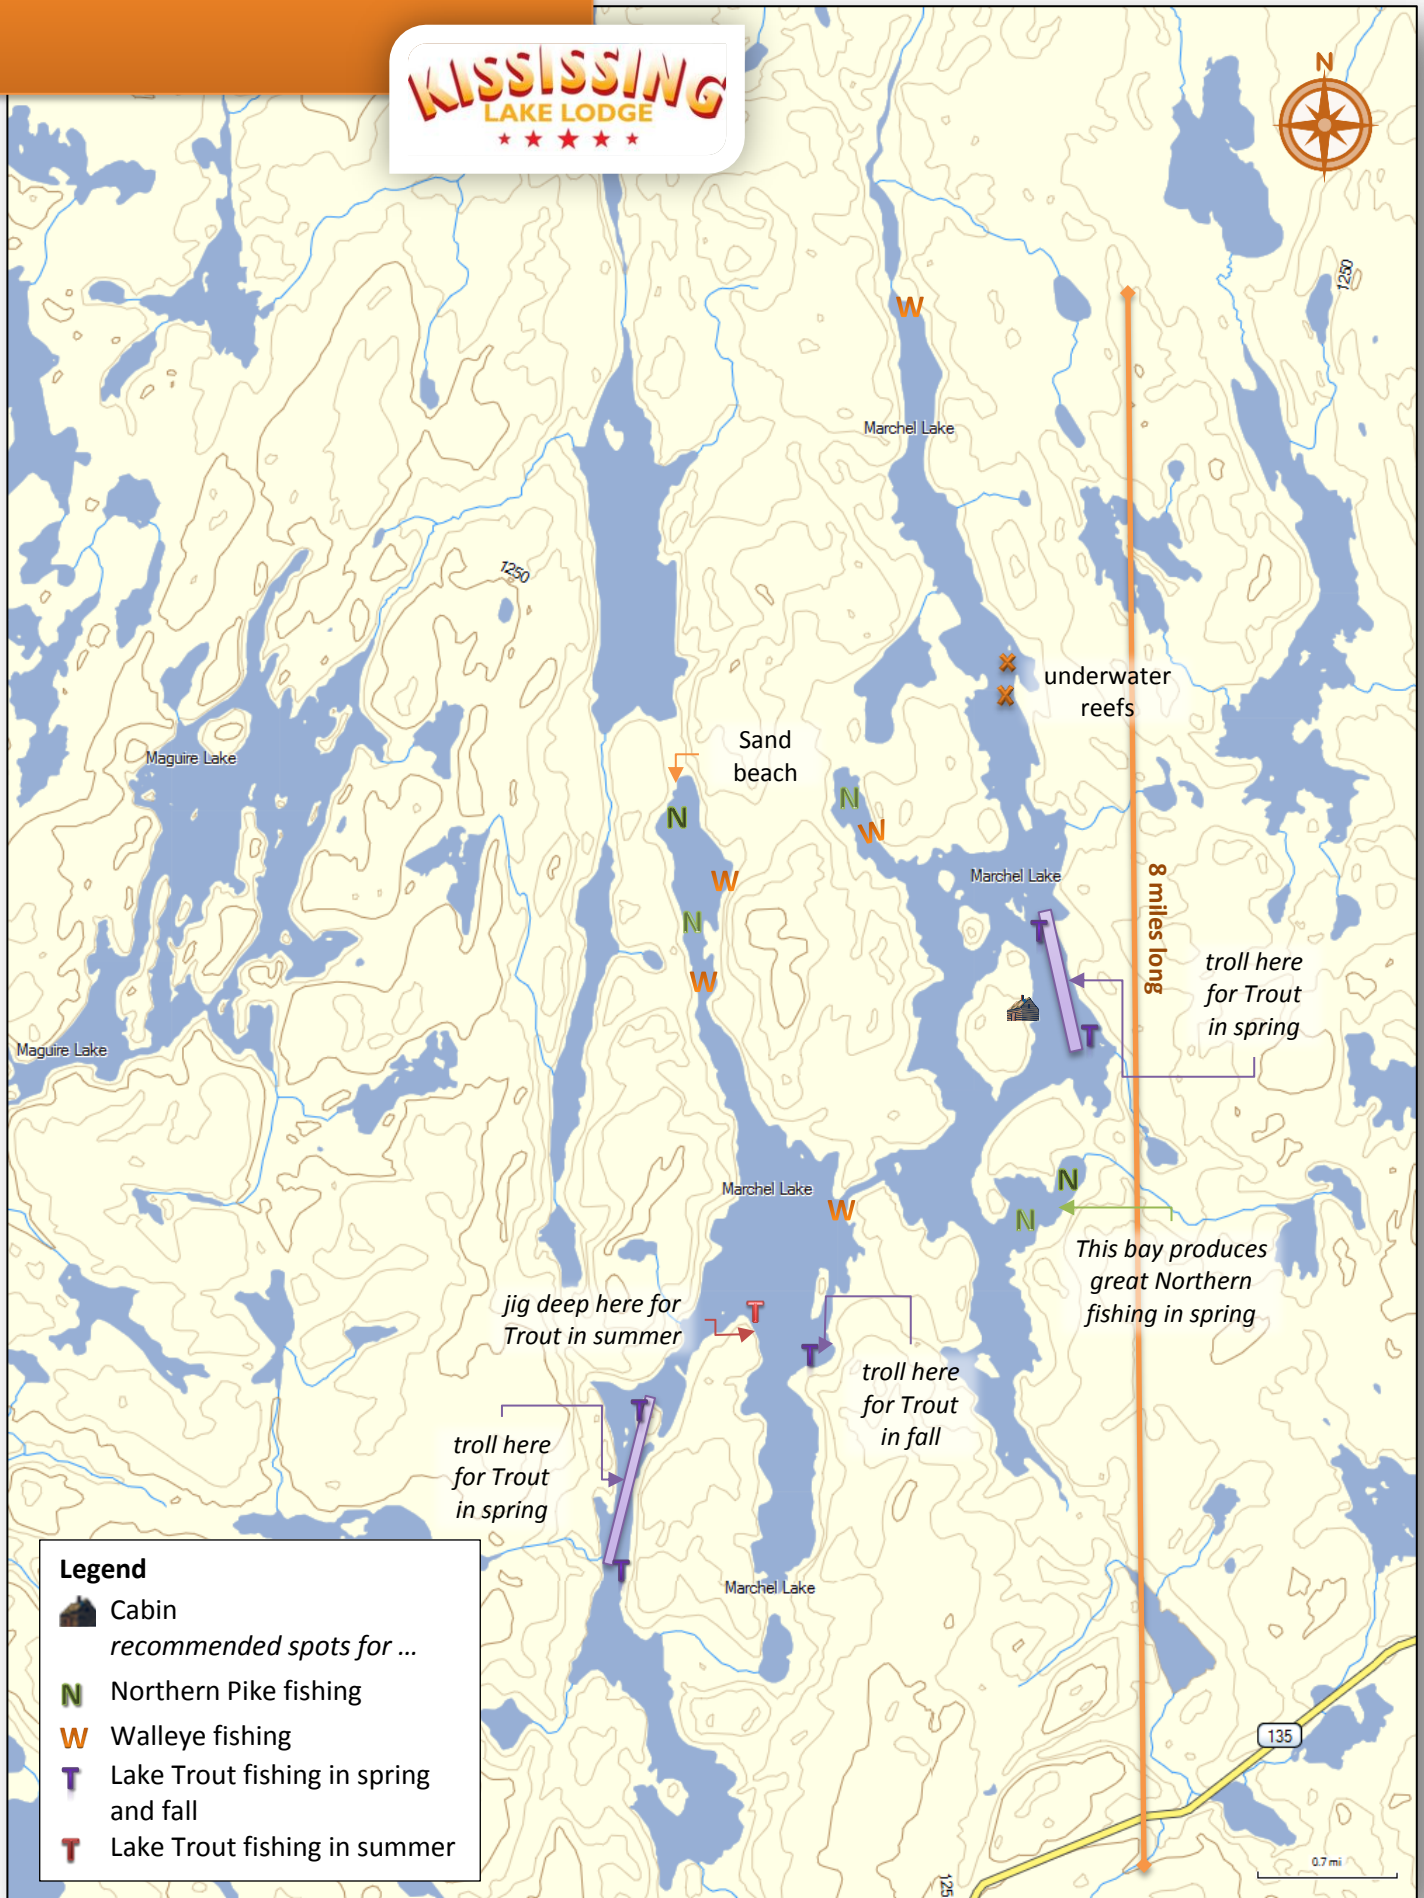 KISSISSING
LAKE LODGE
N
1250
W
Marchel Lake
1250
underwater
reefs
Sand
beach
Maguire Lake
N
N
W
Marchel Lake
8 miles long
W
N
T
troll here
for Trout
in spring
W
T
Maguire Lake
N
Marchel Lake
W
N
This bay produces
great Northern
fishing in spring
jig deep here for
Trout in summer
T
T
troll here
for Trout
in fall
T
troll here
for Trout
in spring
T
Marchel Lake
Legend
Cabin
recommended spots for ...
N Northern Pike fishing
W Walleye fishing
T Lake Trout fishing in spring
and fall
T Lake Trout fishing in summer
135
0.7 mi
125